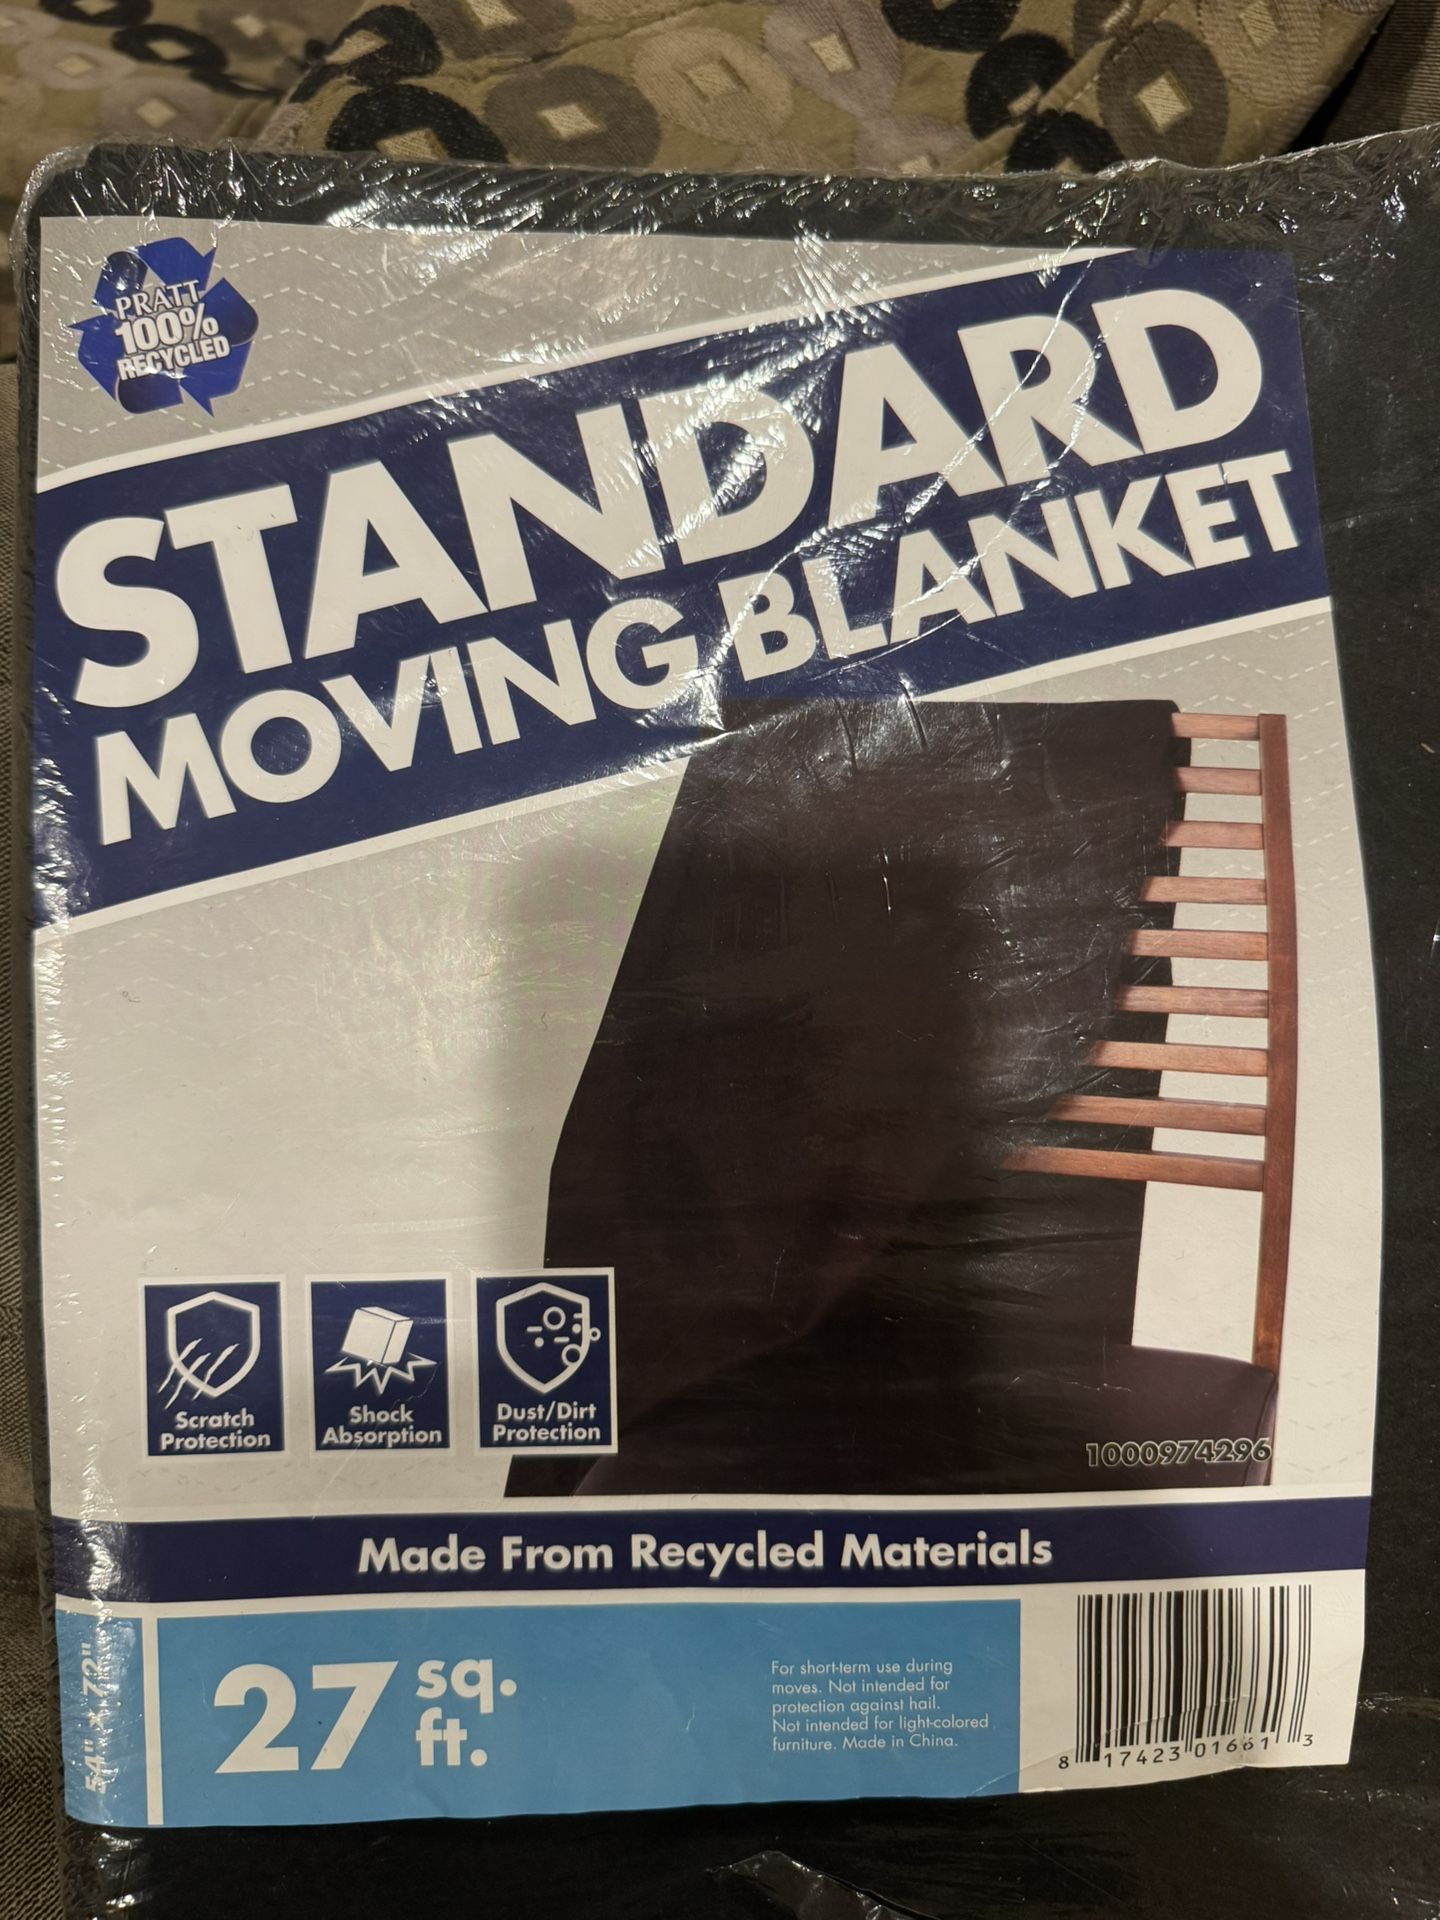 PRATT
100%
RECYCLED
STANDARD
MOVING BLANKET
Scratch
Protection
Shock
Absorption
Dust/Dirt
Protection
1000974296
Made From Recycled Materials
54" x 72"
27 sq.
ft.
For short-term use during
moves. Not intended for
protection against hail.
Not intended for light-colored
furniture. Made in China.
8 17423 01661 3